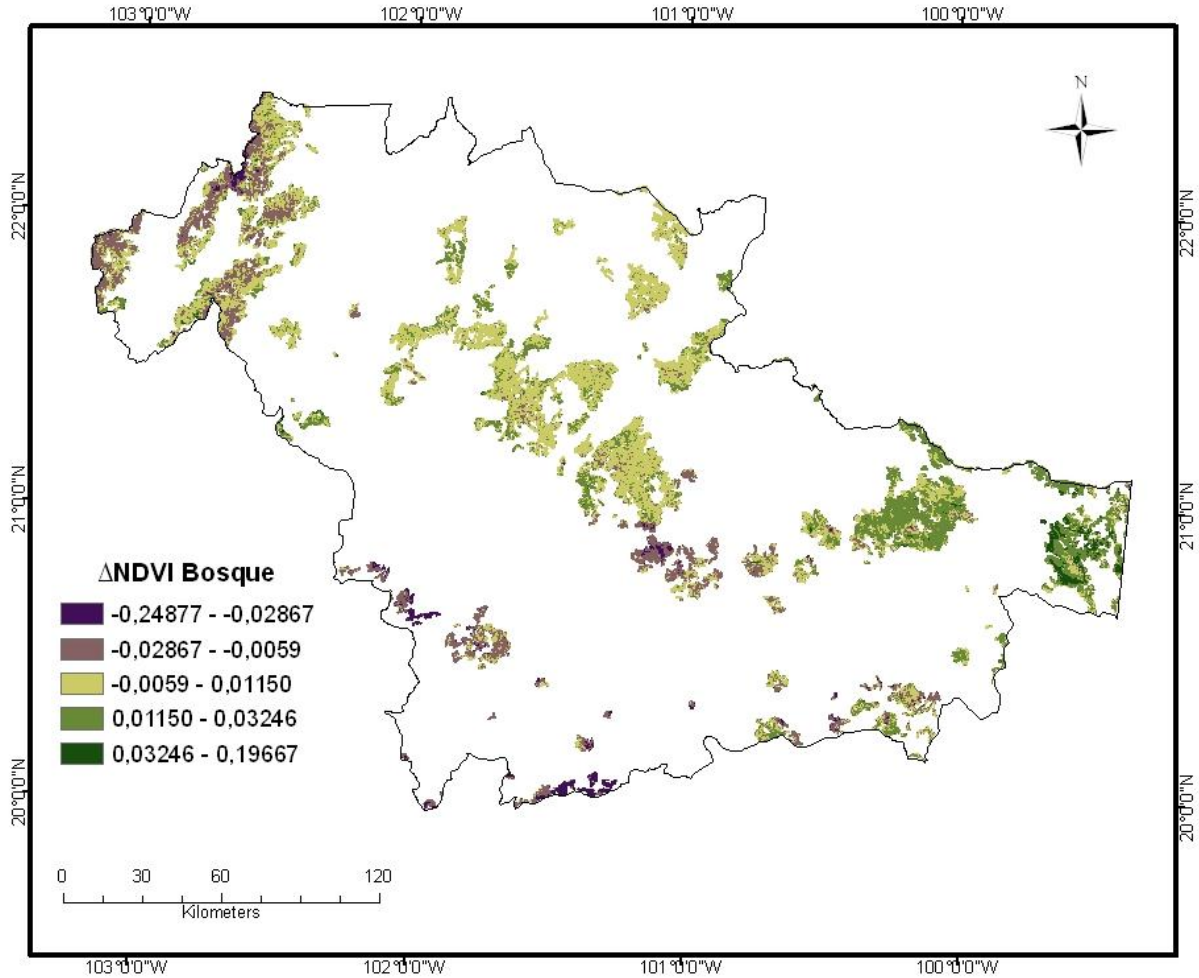 103°0'0"W 102°0'0"W 101°0'0"W 100°0'0"W
N
22°0'0"N 22°0'0"N
21°0'0"N 21°0'0"N
20°0'0"N 20°0'0"N
∆NDVI Bosque
-0,24877 - -0,02867
-0,02867 - -0,0059
-0,0059 - 0,01150
0,01150 - 0,03246
0,03246 - 0,19667
0 30 60 120
Kilometers
103°0'0"W 102°0'0"W 101°0'0"W 100°0'0"W